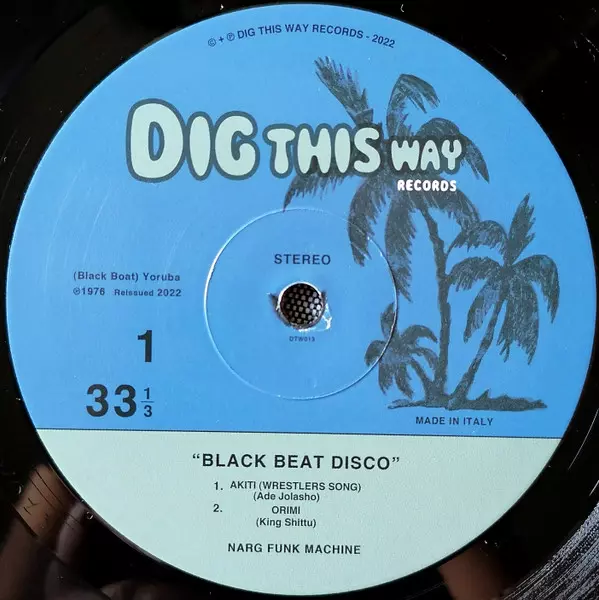 © + ℗ DIG THIS WAY RECORDS - 2022
DIG THIS WAY
RECORDS
STEREO
(Black Boat) Yoruba
℗1976 Reissued 2022
DTW013
1
33 1/3
MADE IN ITALY
“BLACK BEAT DISCO”
1. AKITI (WRESTLERS SONG)
(Ade Jolasho)
2. ORIMI
(King Shittu)
NARG FUNK MACHINE